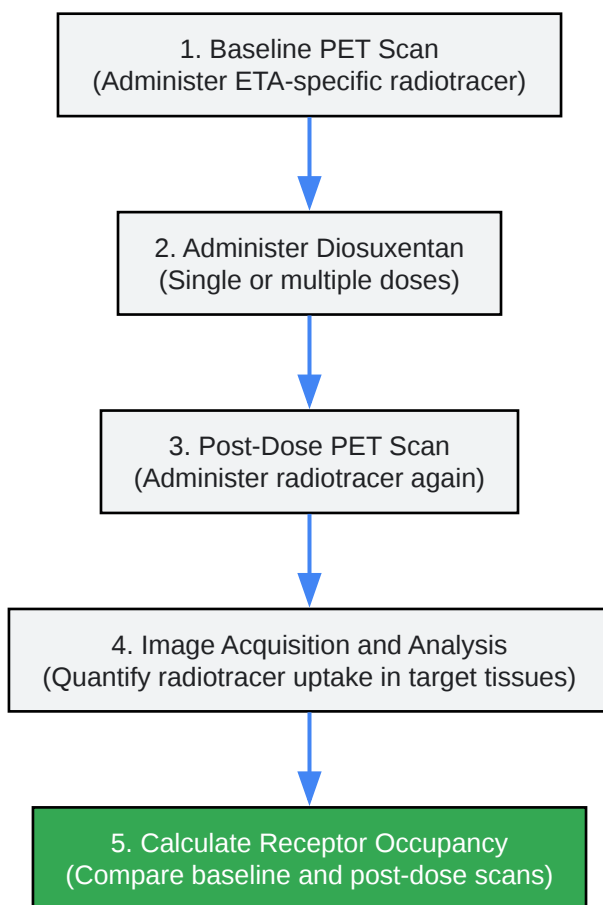 1. Baseline PET Scan
(Administer ETA-specific radiotracer)
2. Administer Diosuxentan
(Single or multiple doses)
3. Post-Dose PET Scan
(Administer radiotracer again)
4. Image Acquisition and Analysis
(Quantify radiotracer uptake in target tissues)
5. Calculate Receptor Occupancy
(Compare baseline and post-dose scans)